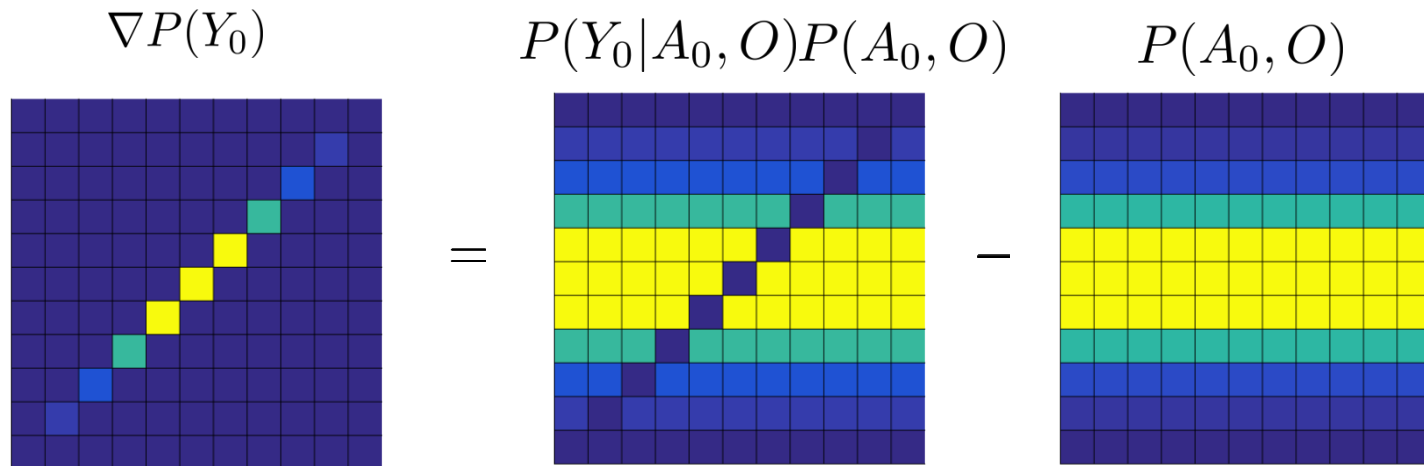 ∇P(Y₀)
P(Y₀|A₀, O)P(A₀, O)
P(A₀, O)
=
−